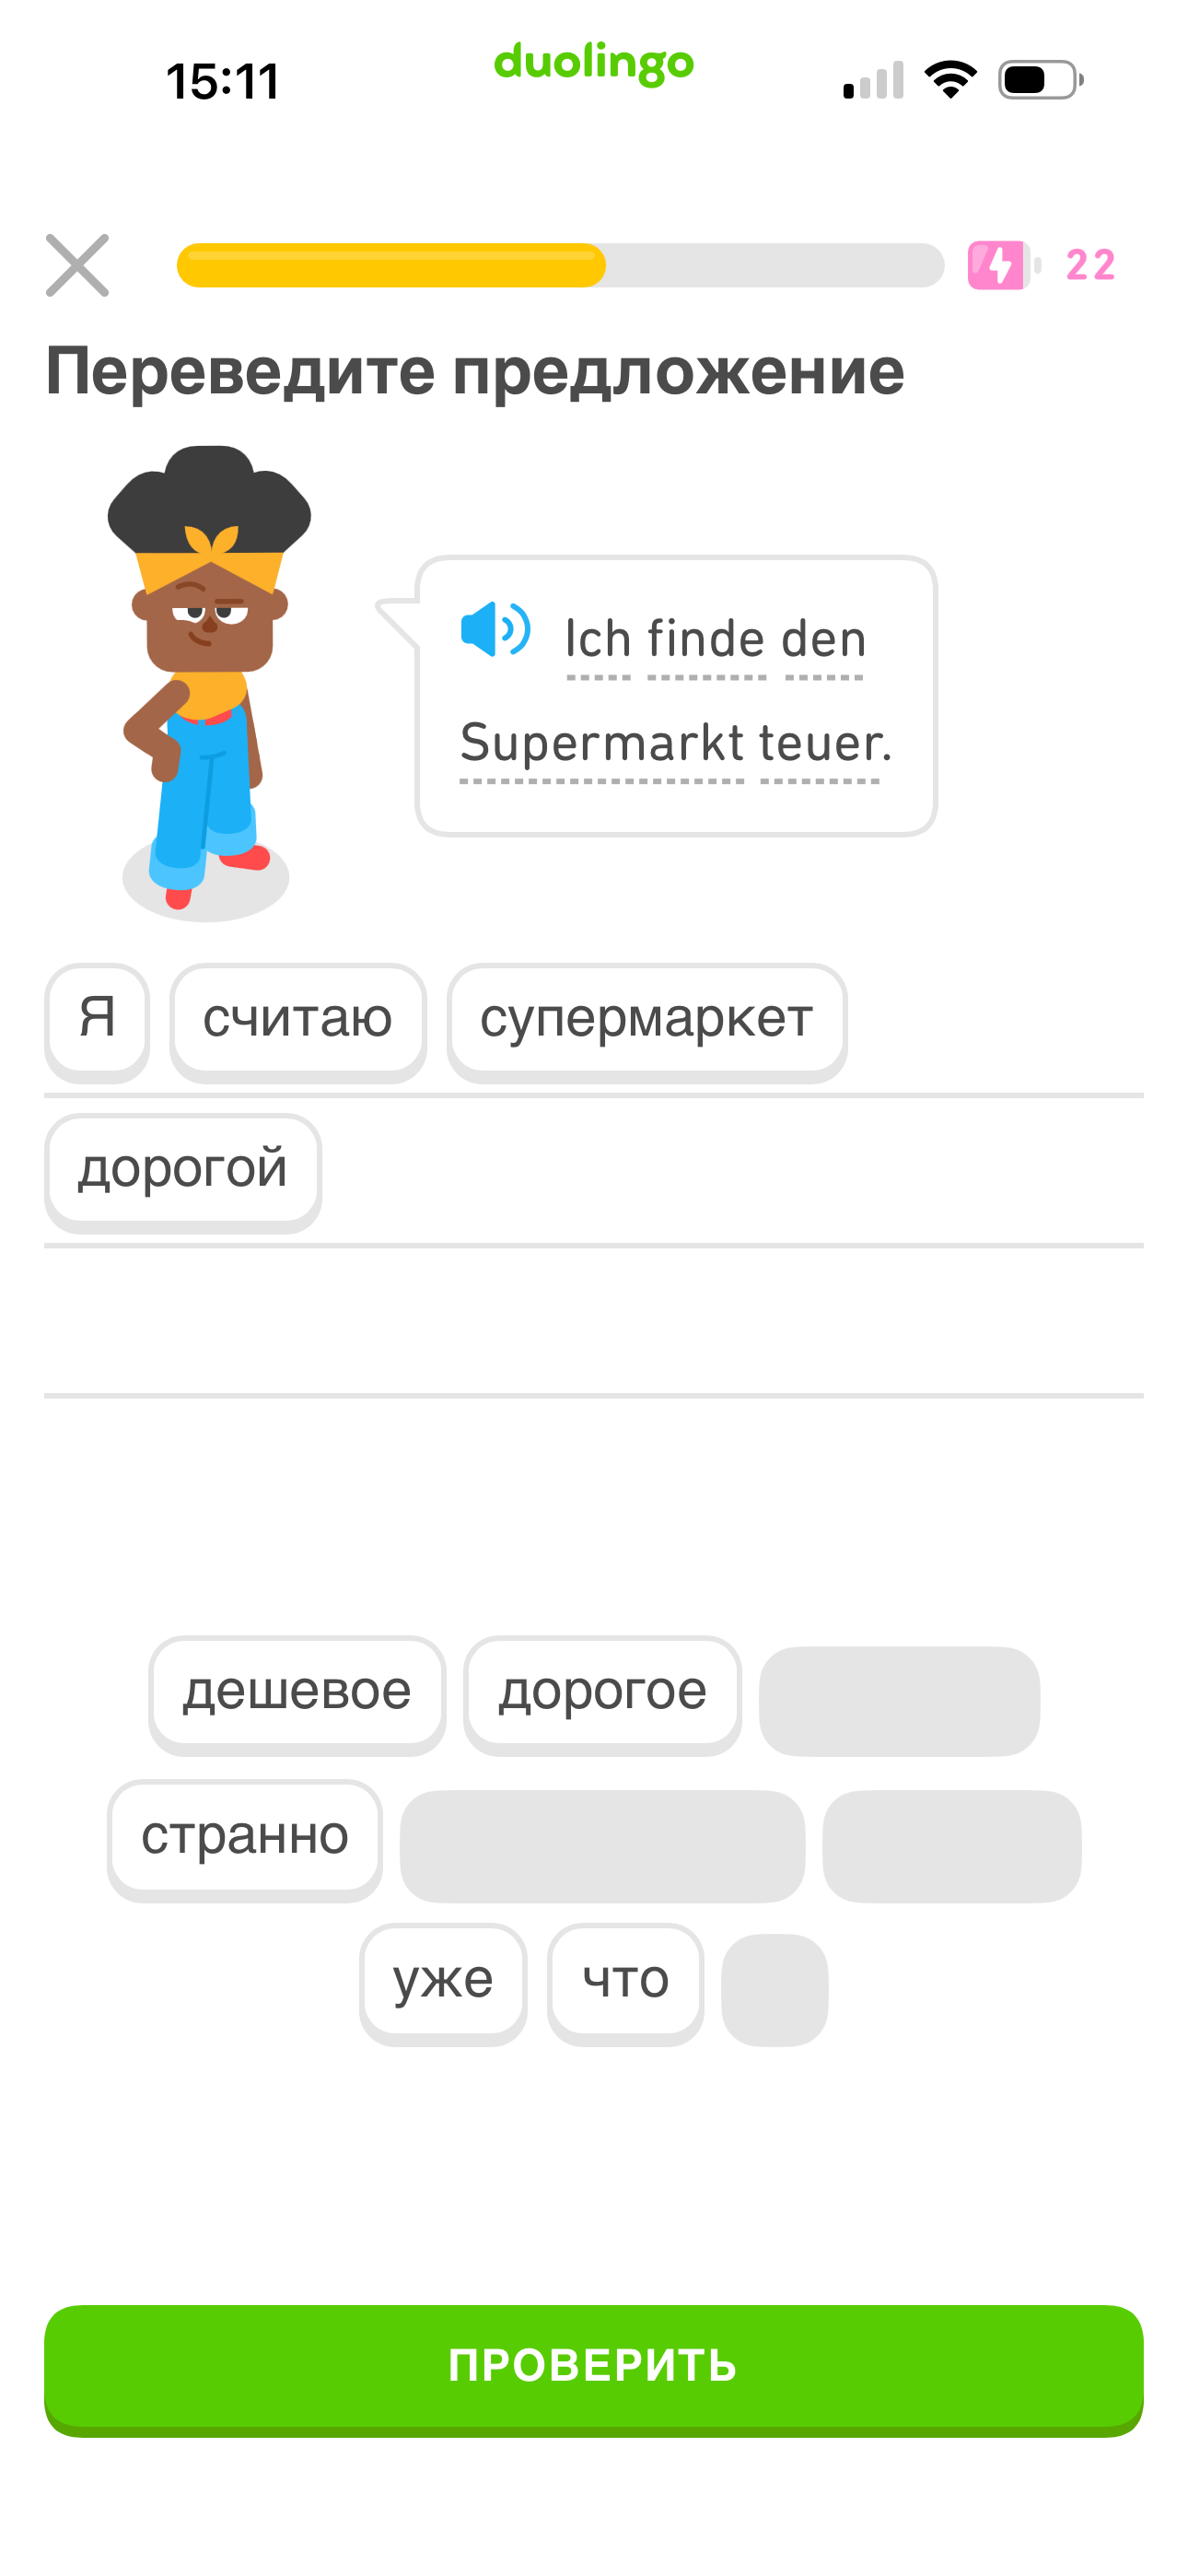 15:11
duolingo
22
Переведите предложение
Ich finde den
Supermarkt teuer.
Я считаю супермаркет
дорогой
дешевое дорогое
странно
уже что
ПРОВЕРИТЬ